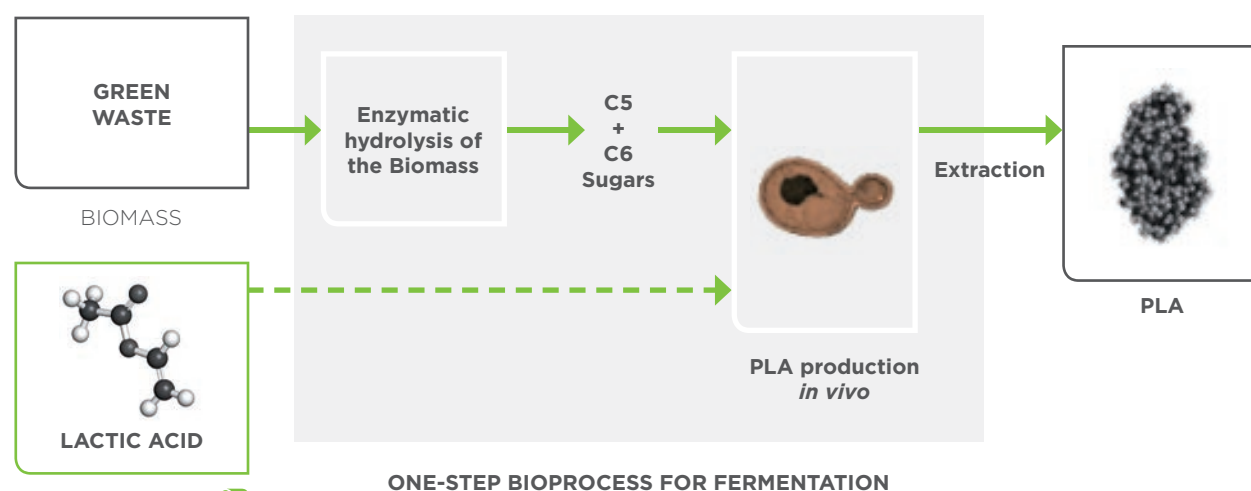 GREEN
WASTE
BIOMASS
Enzymatic
hydrolysis of
the Biomass
C5
+
C6
Sugars
PLA production
in vivo
Extraction
PLA
LACTIC ACID
ONE-STEP BIOPROCESS FOR FERMENTATION